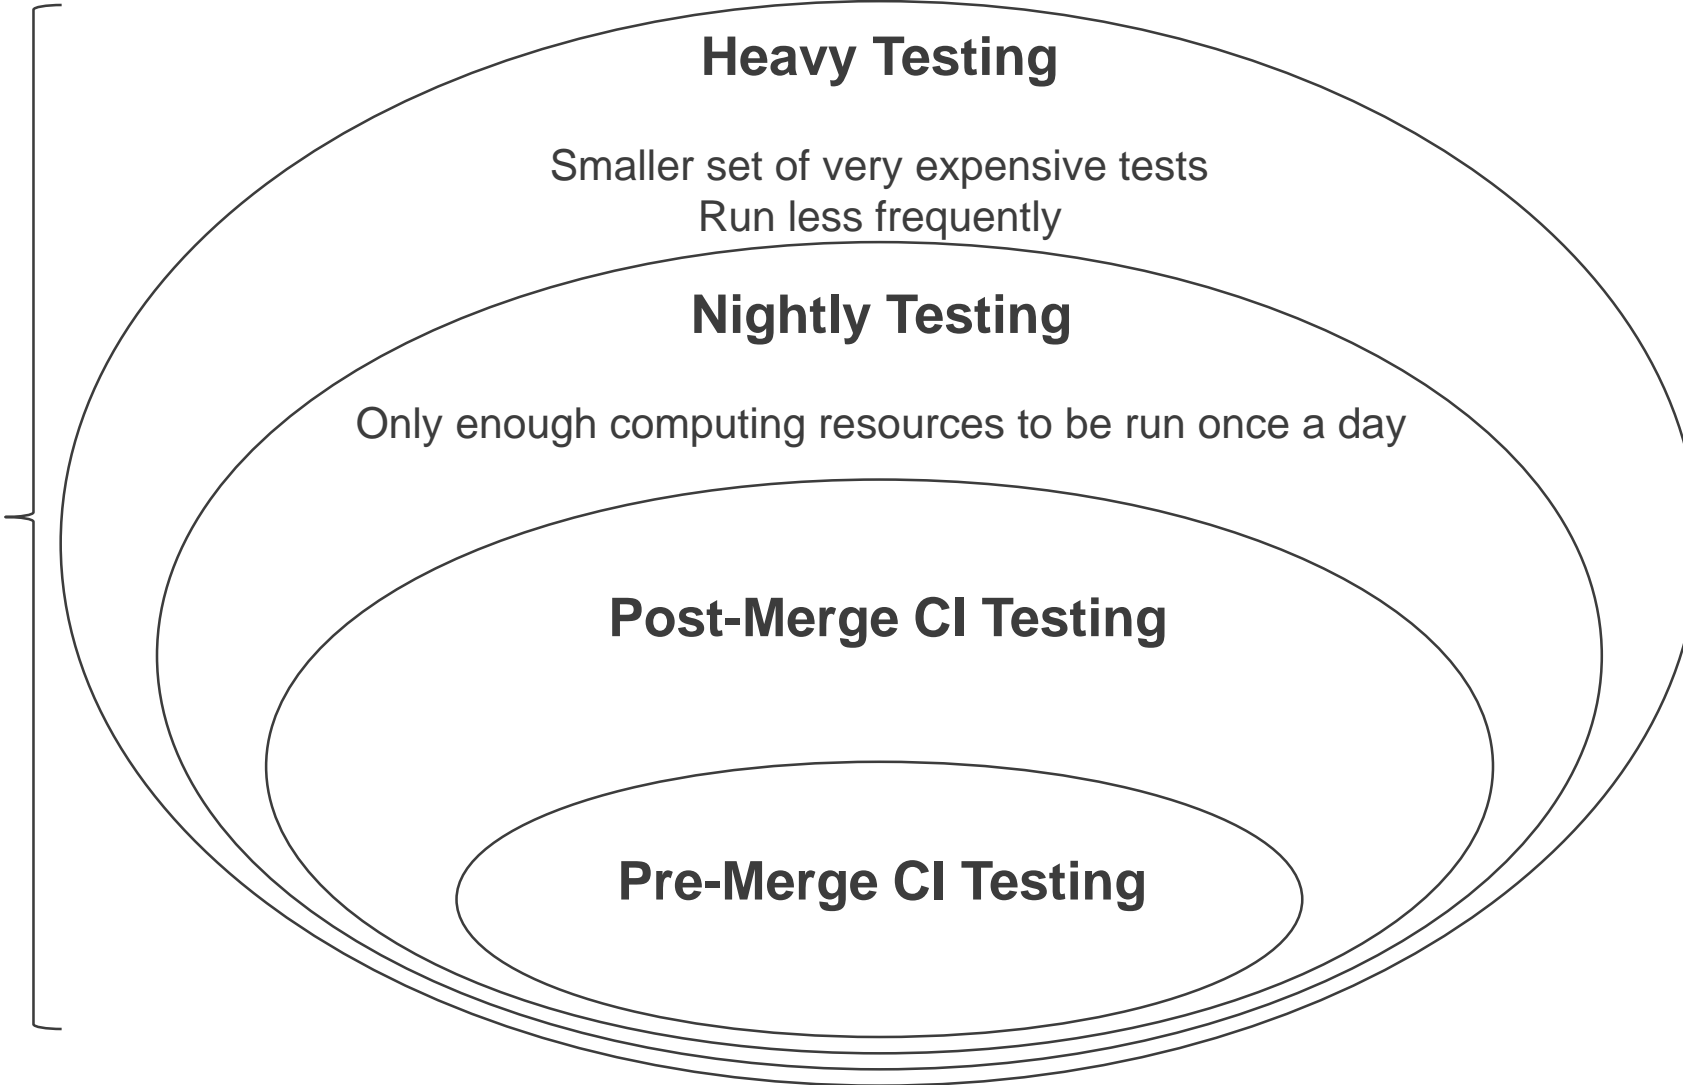 Heavy Testing
Smaller set of very expensive tests
Run less frequently
Nightly Testing
Only enough computing resources to be run once a day
Post-Merge CI Testing
Pre-Merge CI Testing